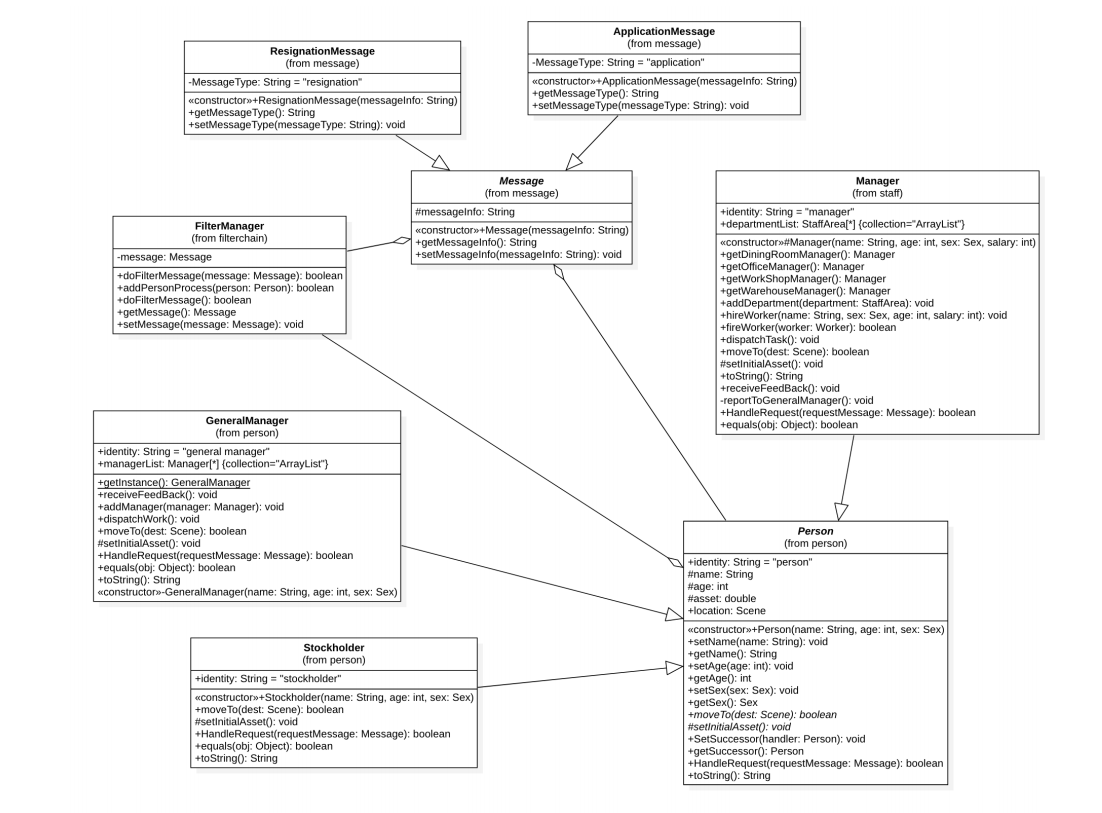 ResignationMessage
(from message)
-MessageType: String = "resignation"
«constructor»+ResignationMessage(messageInfo: String)
+getMessageType(): String
+setMessageType(messageType: String): void
ApplicationMessage
(from message)
-MessageType: String = "application"
«constructor»+ApplicationMessage(messageInfo: String)
+getMessageType(): String
+setMessageType(messageType: String): void
Message
(from message)
#messageInfo: String
«constructor»+Message(messageInfo: String)
+getMessageInfo(): String
+setMessageInfo(messageInfo: String): void
Manager
(from staff)
+identity: String = "manager"
+departmentList: StaffArea[*] {collection="ArrayList"}
«constructor»#Manager(name: String, age: int, sex: Sex, salary: int)
+getDiningRoomManager(): Manager
+getOfficeManager(): Manager
+getWorkShopManager(): Manager
+getWarehouseManager(): Manager
+addDepartment(department: StaffArea): void
+hireWorker(name: String, sex: Sex, age: int, salary: int): void
+fireWorker(worker: Worker): boolean
+dispatchTask(): void
+moveTo(dest: Scene): boolean
#setInitialAsset(): void
+toString(): String
+receiveFeedBack(): void
-reportToGeneralManager(): void
+HandleRequest(requestMessage: Message): boolean
+equals(obj: Object): boolean
FilterManager
(from filterchain)
-message: Message
+doFilterMessage(message: Message): boolean
+addPersonProcess(person: Person): boolean
+doFilterMessage(): boolean
+getMessage(): Message
+setMessage(message: Message): void
GeneralManager
(from person)
+identity: String = "general manager"
+managerList: Manager[*] {collection="ArrayList"}
+getInstance(): GeneralManager
+receiveFeedBack(): void
+addManager(manager: Manager): void
+dispatchWork(): void
+moveTo(dest: Scene): boolean
#setInitialAsset(): void
+HandleRequest(requestMessage: Message): boolean
+equals(obj: Object): boolean
+toString(): String
«constructor»-GeneralManager(name: String, age: int, sex: Sex)
Person
(from person)
+identity: String = "person"
#name: String
#age: int
#asset: double
+location: Scene
«constructor»+Person(name: String, age: int, sex: Sex)
+setName(name: String): void
+getName(): String
+setAge(age: int): void
+getAge(): int
+setSex(sex: Sex): void
+getSex(): Sex
+moveTo(dest: Scene): boolean
#setInitialAsset(): void
+SetSuccessor(handler: Person): void
+getSuccessor(): Person
+HandleRequest(requestMessage: Message): boolean
+toString(): String
Stockholder
(from person)
+identity: String = "stockholder"
«constructor»+Stockholder(name: String, age: int, sex: Sex)
+moveTo(dest: Scene): boolean
#setInitialAsset(): void
+HandleRequest(requestMessage: Message): boolean
+equals(obj: Object): boolean
+toString(): String